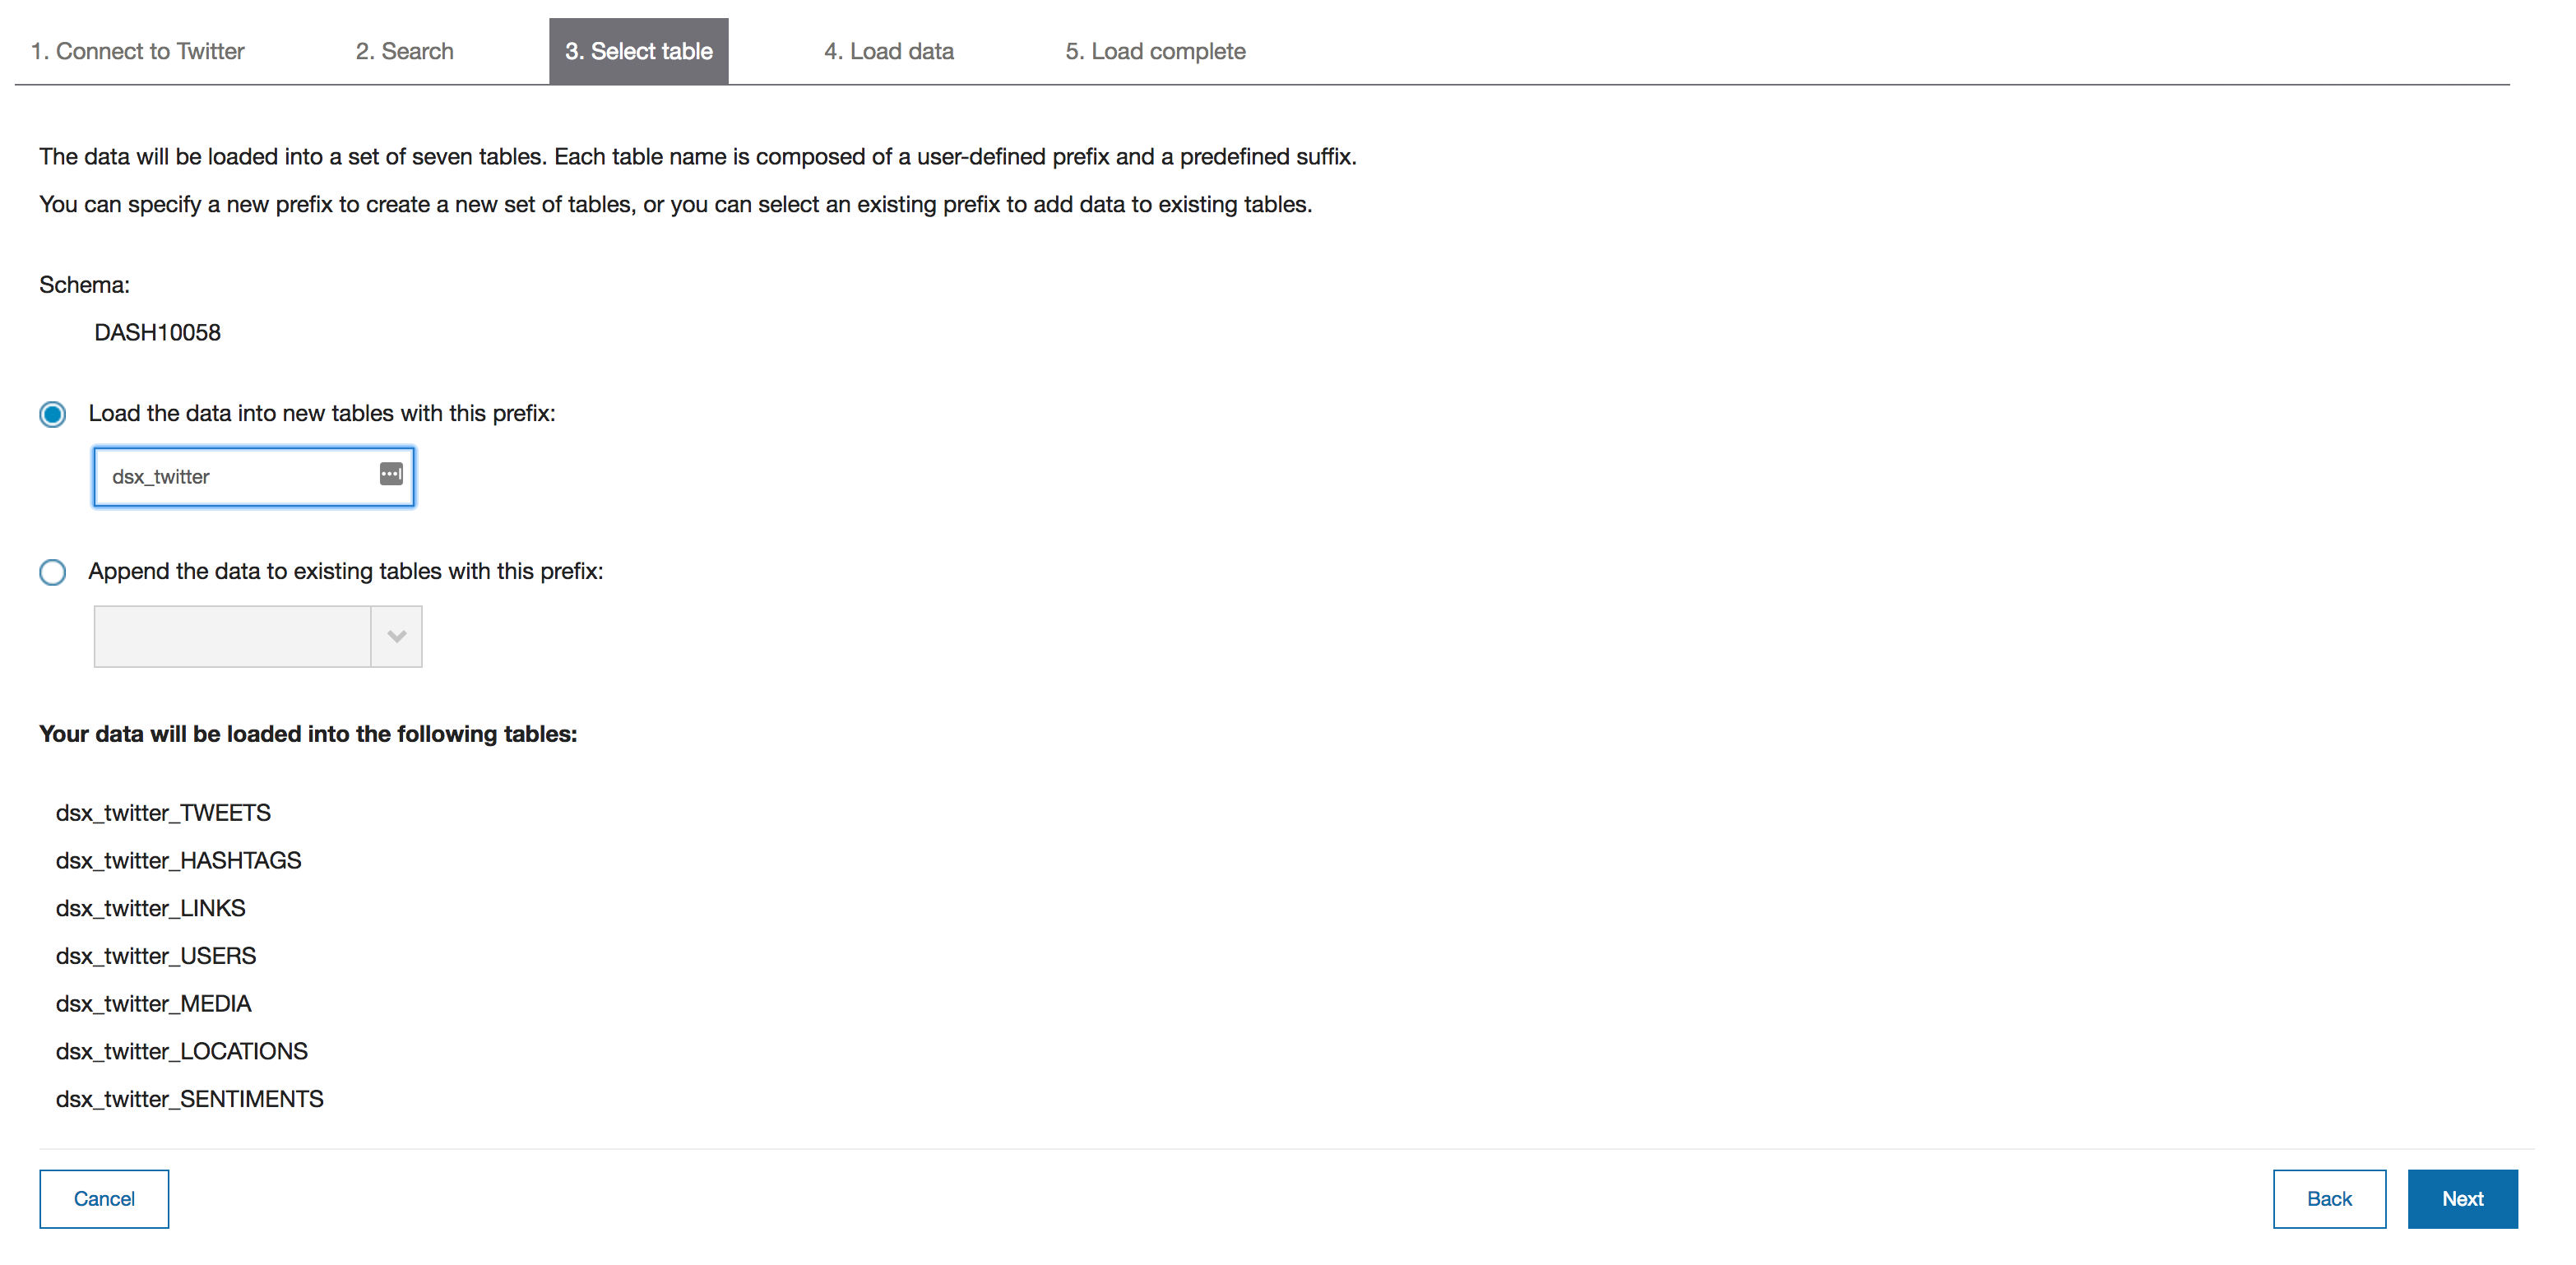 1. Connect to Twitter 2. Search 3. Select table 4. Load data 5. Load complete
The data will be loaded into a set of seven tables. Each table name is composed of a user-defined prefix and a predefined suffix.
You can specify a new prefix to create a new set of tables, or you can select an existing prefix to add data to existing tables.
Schema:
DASH10058
Load the data into new tables with this prefix:
dsx_twitter
Append the data to existing tables with this prefix:
Your data will be loaded into the following tables:
dsx_twitter_TWEETS
dsx_twitter_HASHTAGS
dsx_twitter_LINKS
dsx_twitter_USERS
dsx_twitter_MEDIA
dsx_twitter_LOCATIONS
dsx_twitter_SENTIMENTS
Cancel Back Next